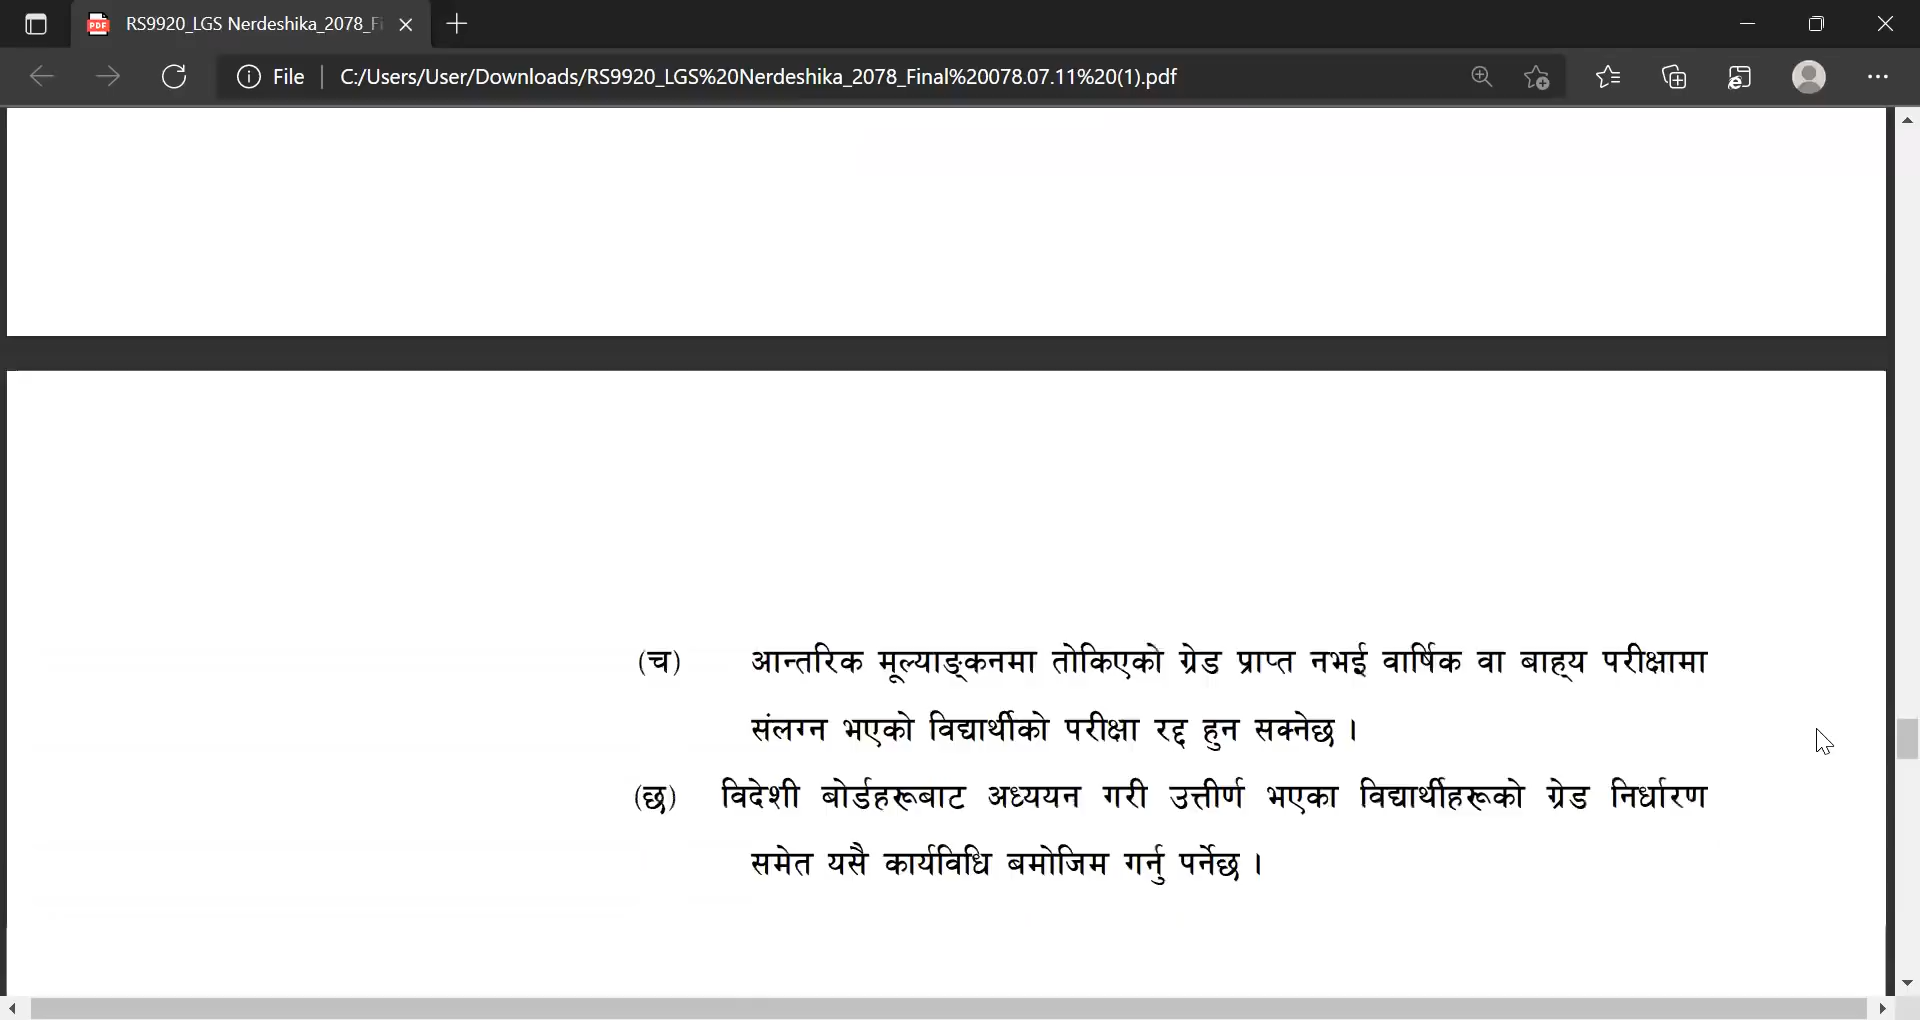 RS9920_LGS Nerdeshika_2078_Fi
File
C:/Users/User/Downloads/RS9920_LGS%20Nerdeshika_2078_Final%20078.07.11%20(1).pdf
(च) आन्तरिक मूल्याङ्कनमा तोकिएको ग्रेड प्राप्त नभई वार्षिक वा बाह्य परीक्षामा
संलग्न भएको विद्यार्थीको परीक्षा रद्द हुन सक्नेछ ।
(छ) विदेशी बोर्डहरूबाट अध्ययन गरी उत्तीर्ण भएका विद्यार्थीहरूको ग्रेड निर्धारण
समेत यसै कार्यविधि बमोजिम गर्नु पर्नेछ ।